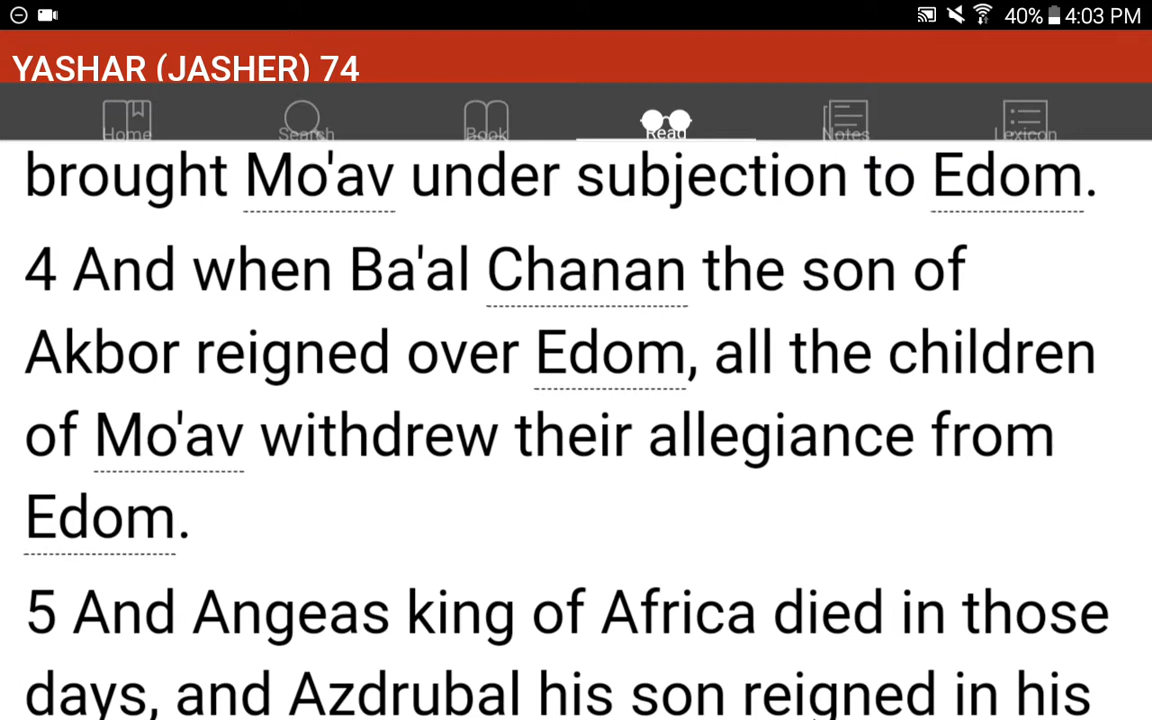 40% 4:03 PM
YASHAR (JASHER) 74
Home Search Book Read Notes Lexicon
brought Mo'av under subjection to Edom.
4 And when Ba'al Chanan the son of
Akbor reigned over Edom, all the children
of Mo'av withdrew their allegiance from
Edom.
5 And Angeas king of Africa died in those
days, and Azdrubal his son reigned in his